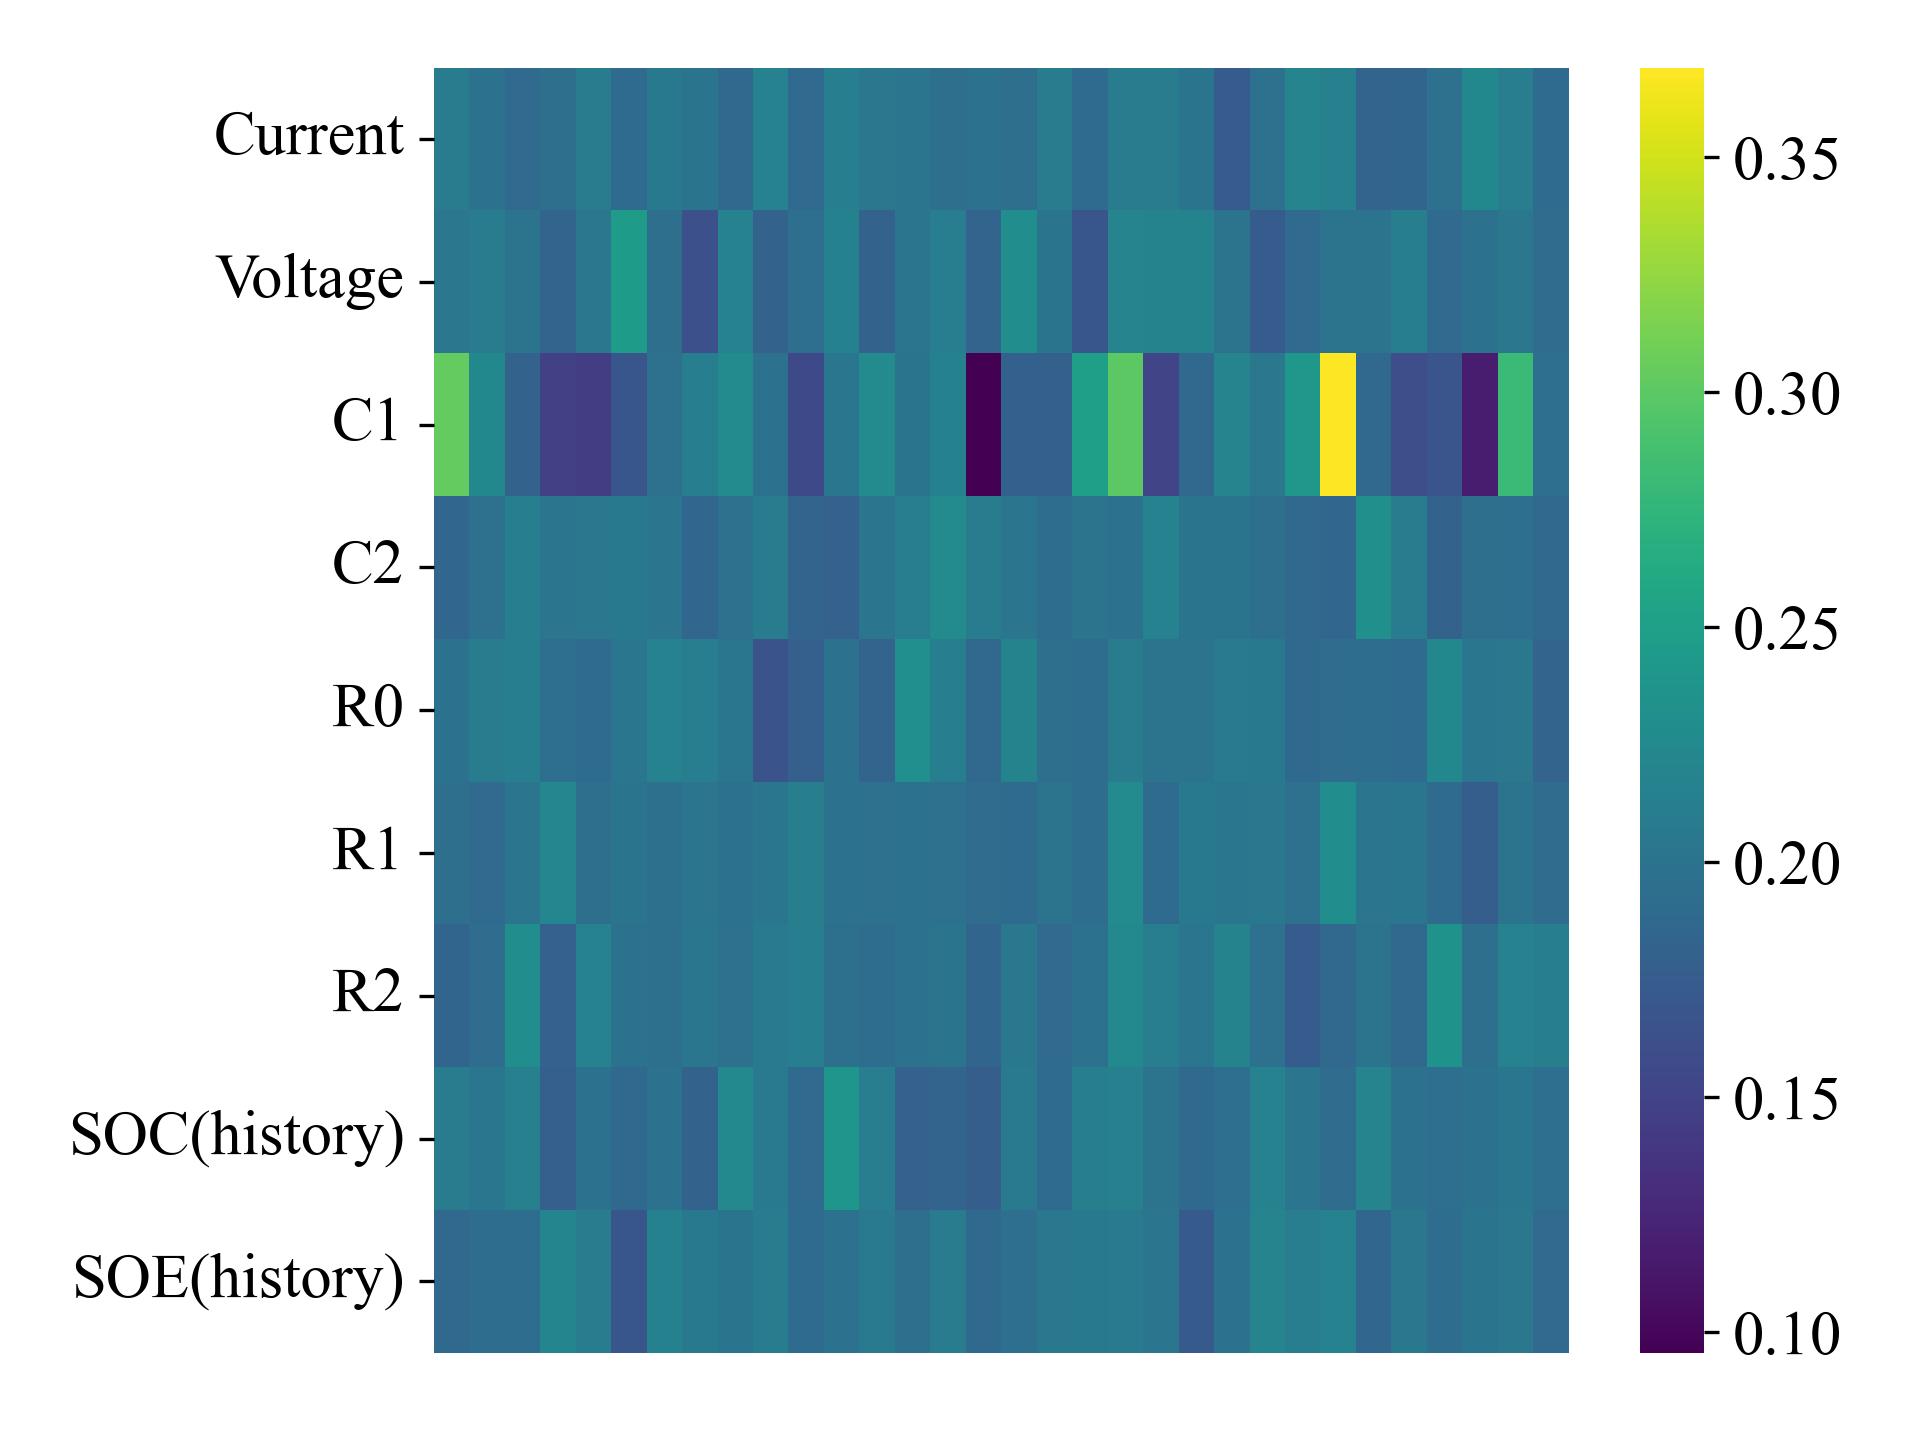 Current
Voltage
C1
C2
R0
R1
R2
SOC(history)
SOE(history)
0.35
0.30
0.25
0.20
0.15
0.10